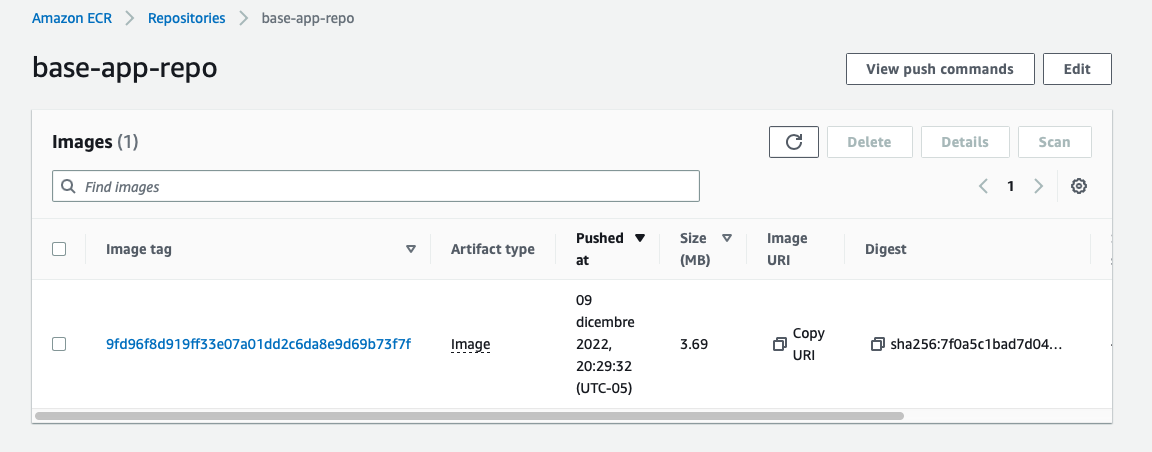 Amazon ECR > Repositories > base-app-repo
base-app-repo
View push commands
Edit
Images (1)
Delete
Details
Scan
Find images
1
Image tag
Artifact type
Pushed
at
Size
(MB)
Image
URI
Digest
9fd96f8d919ff33e07a01dd2c6da8e9d69b73f7f
Image
09
dicembre
2022,
20:29:32
(UTC-05)
3.69
Copy
URI
sha256:7f0a5c1bad7d04...